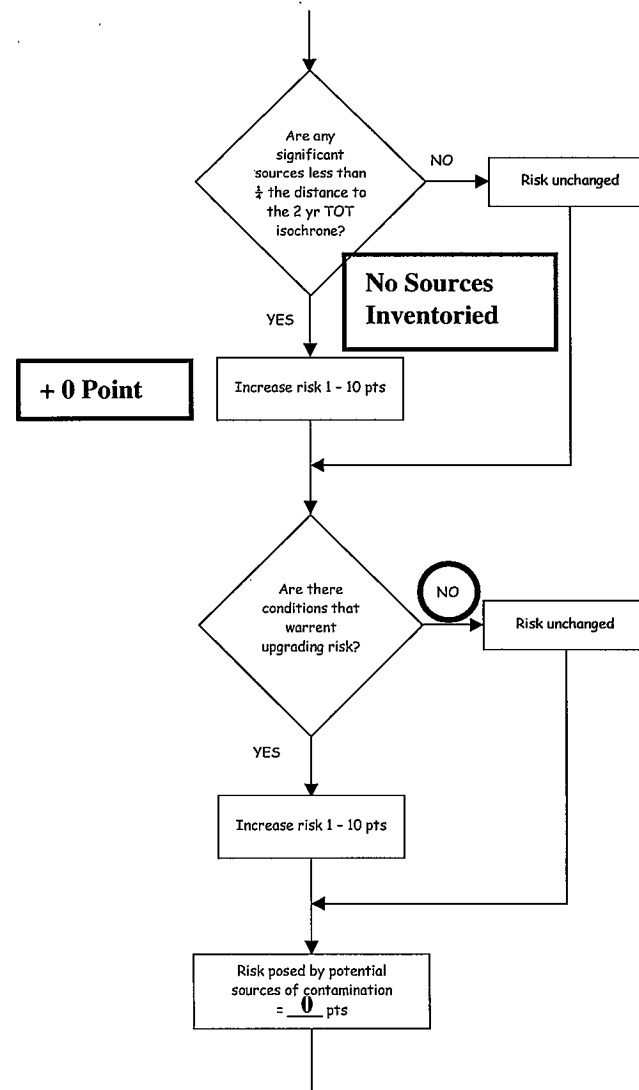 Are any
significant
sources less than
¼ the distance to
the 2 yr TOT
isochrone?
NO
Risk unchanged
No Sources
Inventoried
YES
+ 0 Point
Increase risk 1 - 10 pts
Are there
conditions that
warrent
upgrading risk?
NO
Risk unchanged
YES
Increase risk 1 - 10 pts
Risk posed by potential
sources of contamination
= 0 pts